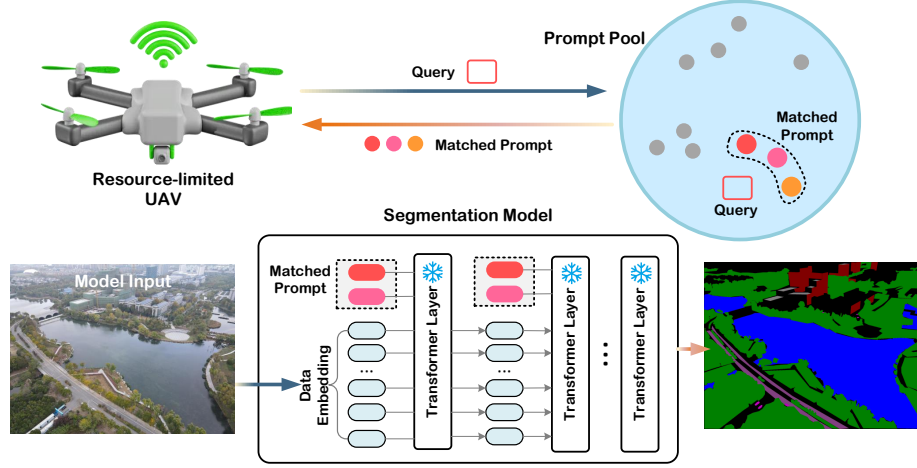 Prompt Pool
Query
Matched
Prompt
Matched Prompt
Query
Resource-limited
UAV
Segmentation Model
Model Input
Matched
Prompt
Data
Embedding
...
...
Transformer Layer
Transformer Layer
...
Transformer Layer